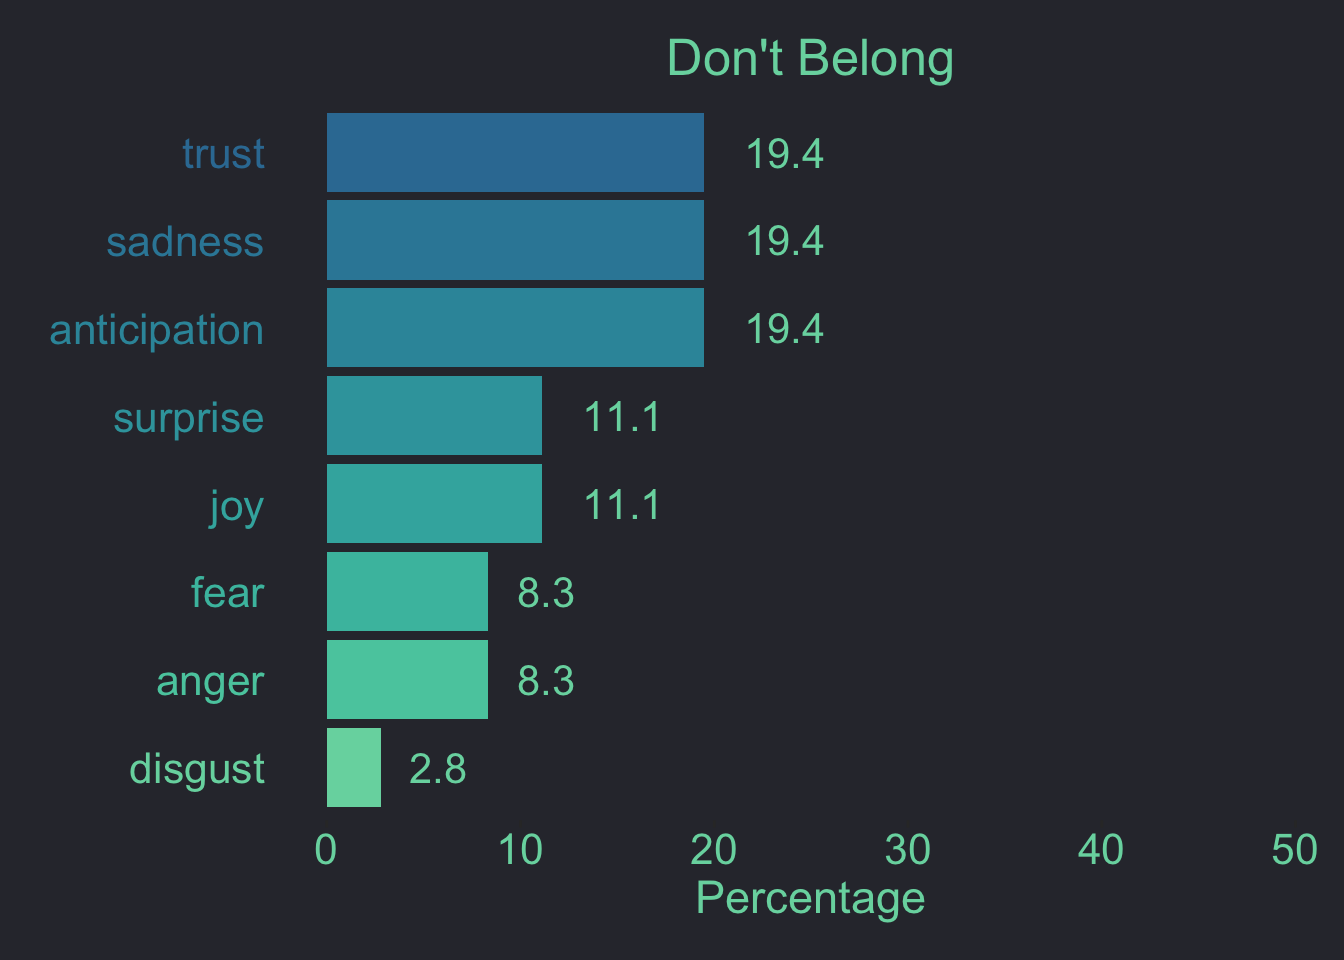 Don't Belong
trust 19.4
sadness 19.4
anticipation 19.4
surprise 11.1
joy 11.1
fear 8.3
anger 8.3
disgust 2.8
0 10 20 30 40 50
Percentage